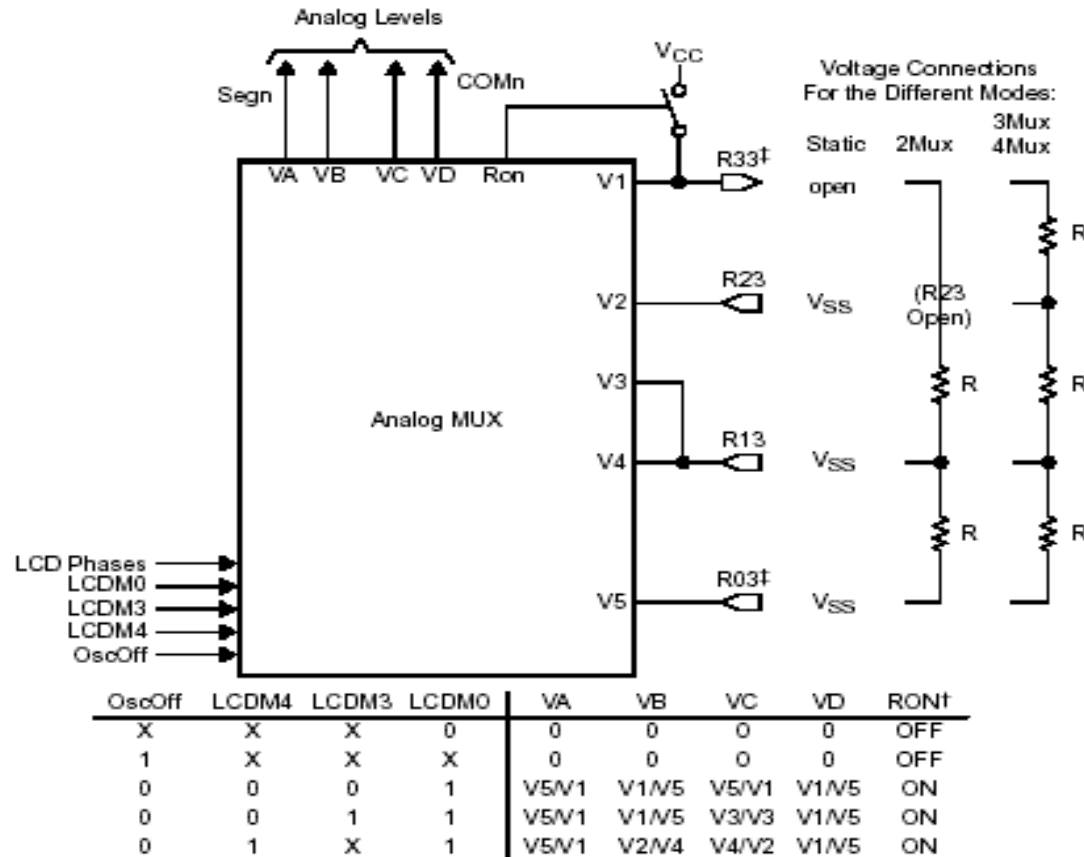 Analog Levels
Segn
COMn
VCC
Voltage Connections
For the Different Modes:
Static 2Mux 3Mux
4Mux
VA VB VC VD Ron
V1 R33‡ open
R
V2 R23 VSS (R23
Open)
V3
R R
Analog MUX
V4 R13 VSS
R R
LCD Phases
LCDM0
LCDM3
LCDM4
OscOff
V5 R03‡ VSS
OscOff LCDM4 LCDM3 LCDM0 VA VB VC VD RON†
X X X 0 0 0 0 0 OFF
1 X X X 0 0 0 0 OFF
0 0 0 1 V5/V1 V1/V5 V5/V1 V1/V5 ON
0 0 1 1 V5/V1 V1/V5 V3/V3 V1/V5 ON
0 1 X 1 V5/V1 V2/V4 V4/V2 V1/V5 ON